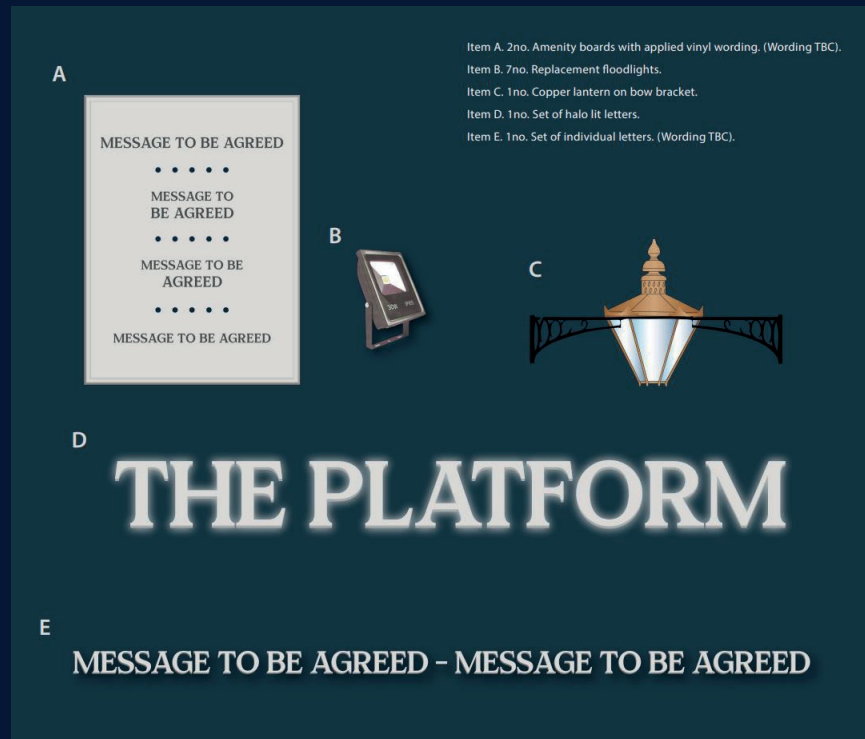 Item A. 2no. Amenity boards with applied vinyl wording. (Wording TBC).
Item B. 7no. Replacement floodlights.
Item C. 1no. Copper lantern on bow bracket.
Item D. 1no. Set of halo lit letters.
Item E. 1no. Set of individual letters. (Wording TBC).
A
MESSAGE TO BE AGREED
MESSAGE TO
BE AGREED
MESSAGE TO BE
AGREED
MESSAGE TO BE AGREED
B
30W IP65
C
D
THE PLATFORM
E
MESSAGE TO BE AGREED - MESSAGE TO BE AGREED